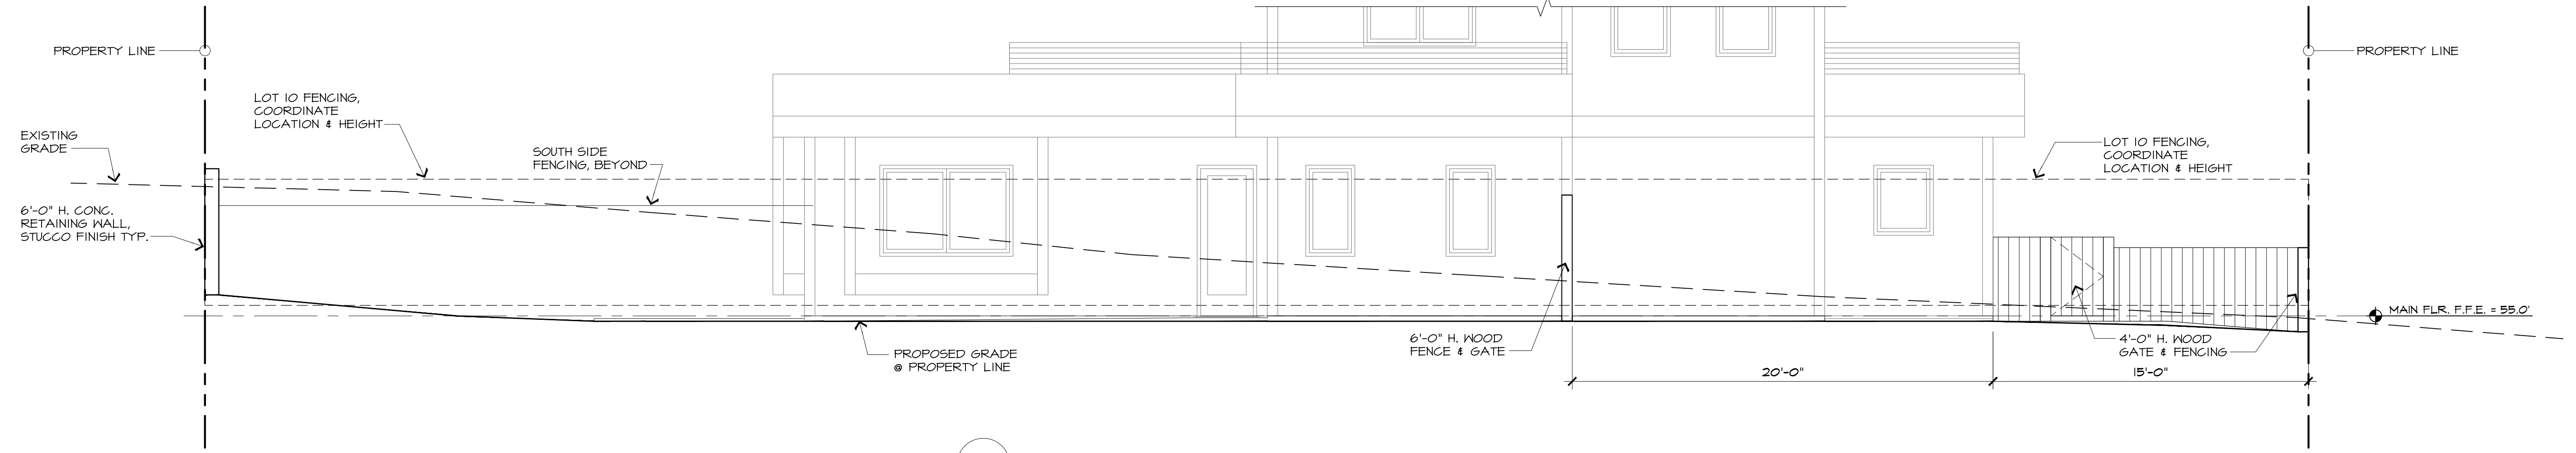 PROPERTY LINE
PROPERTY LINE
LOT 10 FENCING,
COORDINATE
LOCATION & HEIGHT
EXISTING
GRADE
SOUTH SIDE
FENCING, BEYOND
LOT 10 FENCING,
COORDINATE
LOCATION & HEIGHT
6'-0" H. CONC.
RETAINING WALL,
STUCCO FINISH TYP.
MAIN FLR. F.F.E. = 55.0'
PROPOSED GRADE
@ PROPERTY LINE
6'-0" H. WOOD
FENCE & GATE
4'-0" H. WOOD
GATE & FENCING
20'-0"
15'-0"